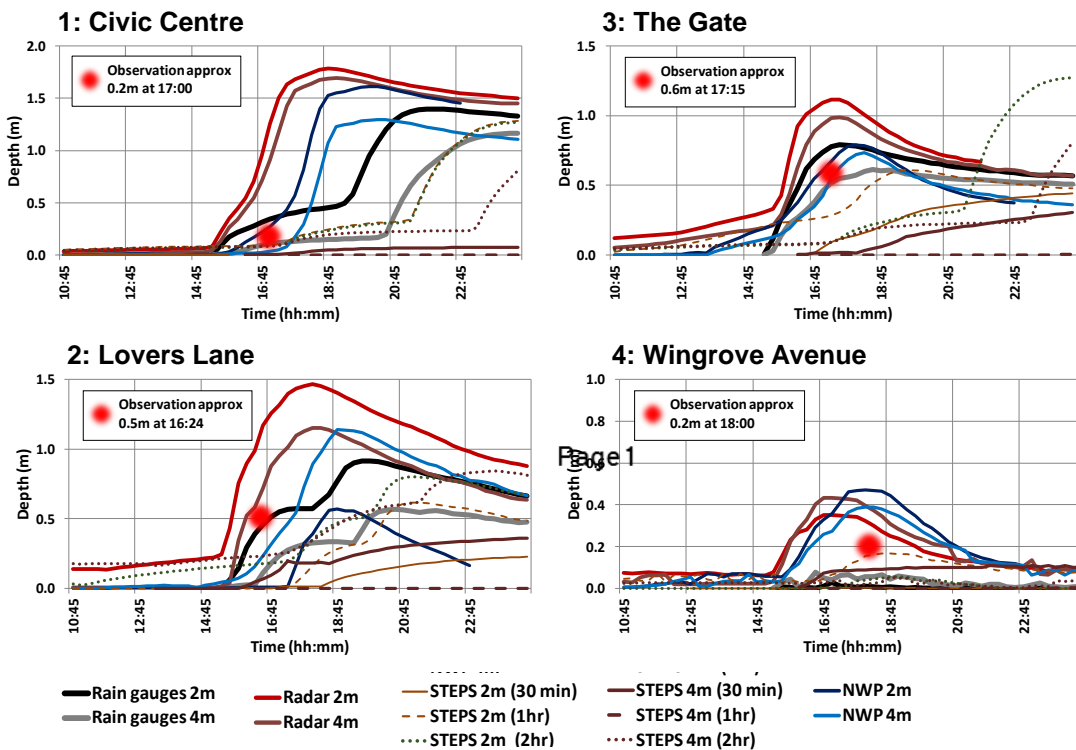 1: Civic Centre
Depth (m)
2.0
1.5
1.0
0.5
0.0
Observation approx
0.2m at 17:00
10:45
12:45
14:45
16:45
18:45
20:45
22:45
Time (hh:mm)
3: The Gate
Depth (m)
1.5
1.0
0.5
0.0
Observation approx
0.6m at 17:15
10:45
12:45
14:45
16:45
18:45
20:45
22:45
Time (hh:mm)
2: Lovers Lane
Depth (m)
1.5
1.0
0.5
0.0
Observation approx
0.5m at 16:24
10:45
12:45
14:45
16:45
18:45
20:45
22:45
Time (hh:mm)
4: Wingrove Avenue
Depth (m)
1.0
0.8
0.6
0.4
0.2
0.0
Observation approx
0.2m at 18:00
Page1
10:45
12:45
14:45
16:45
18:45
20:45
22:45
Time (hh:mm)
Rain gauges 2m
Rain gauges 4m
Radar 2m
Radar 4m
STEPS 2m (30 min)
STEPS 2m (1hr)
STEPS 2m (2hr)
STEPS 4m (30 min)
STEPS 4m (1hr)
STEPS 4m (2hr)
NWP 2m
NWP 4m